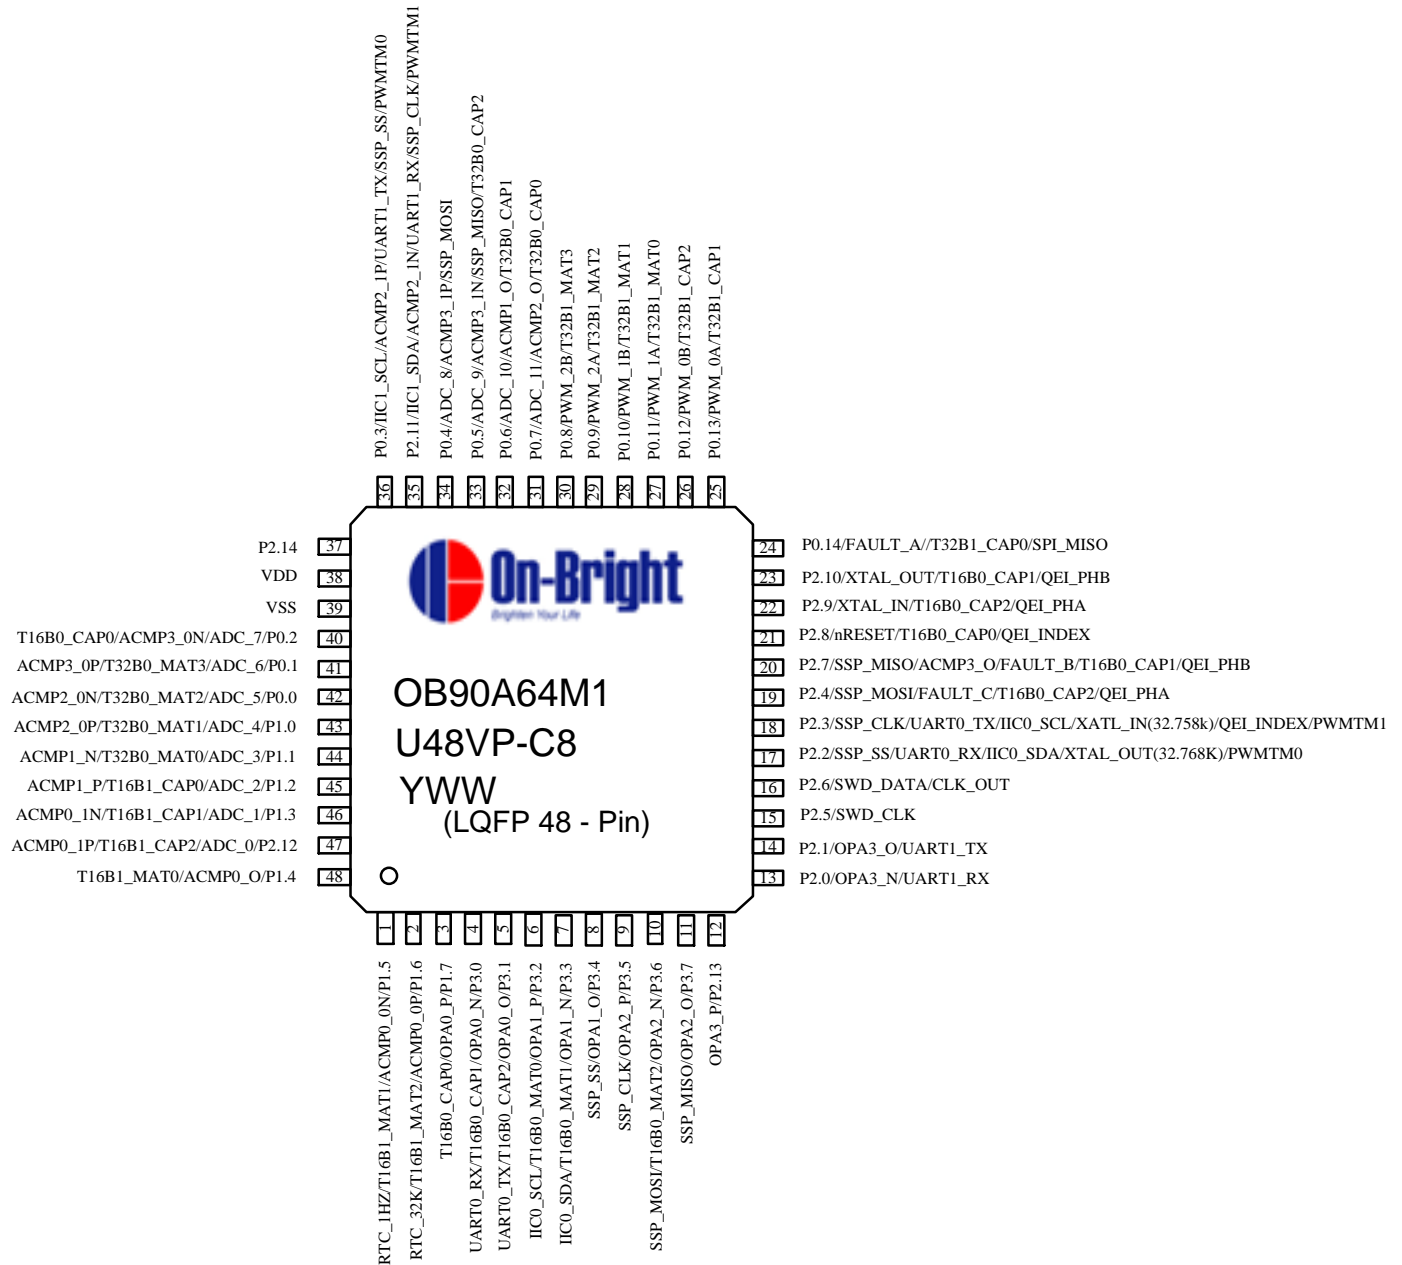 P0.3/IIC1_SCL/ACMP2_1P/UART1_TX/SSP_SS/PWMTM0
P2.11/IIC1_SDA/ACMP2_1N/UART1_RX/SSP_CLK/PWMTM1
P0.4/ADC_8/ACMP3_1P/SSP_MOSI
P0.5/ADC_9/ACMP3_1N/SSP_MISO/T32B0_CAP2
P0.6/ADC_10/ACMP1_O/T32B0_CAP1
P0.7/ADC_11/ACMP2_O/T32B0_CAP0
P0.8/PWM_2B/T32B1_MAT3
P0.9/PWM_2A/T32B1_MAT2
P0.10/PWM_1B/T32B1_MAT1
P0.11/PWM_1A/T32B1_MAT0
P0.12/PWM_0B/T32B1_CAP2
P0.13/PWM_0A/T32B1_CAP1
36 35 34 33 32 31 30 29 28 27 26 25
P2.14 37
VDD 38
VSS 39
T16B0_CAP0/ACMP3_0N/ADC_7/P0.2 40
ACMP3_0P/T32B0_MAT3/ADC_6/P0.1 41
ACMP2_0N/T32B0_MAT2/ADC_5/P0.0 42
ACMP2_0P/T32B0_MAT1/ADC_4/P1.0 43
ACMP1_N/T32B0_MAT0/ADC_3/P1.1 44
ACMP1_P/T16B1_CAP0/ADC_2/P1.2 45
ACMP0_1N/T16B1_CAP1/ADC_1/P1.3 46
ACMP0_1P/T16B1_CAP2/ADC_0/P2.12 47
T16B1_MAT0/ACMP0_O/P1.4 48
On-Bright
Brighten Your Life
OB90A64M1
U48VP-C8
YWW
(LQFP 48 - Pin)
24 P0.14/FAULT_A//T32B1_CAP0/SPI_MISO
23 P2.10/XTAL_OUT/T16B0_CAP1/QEI_PHB
22 P2.9/XTAL_IN/T16B0_CAP2/QEI_PHA
21 P2.8/nRESET/T16B0_CAP0/QEI_INDEX
20 P2.7/SSP_MISO/ACMP3_O/FAULT_B/T16B0_CAP1/QEI_PHB
19 P2.4/SSP_MOSI/FAULT_C/T16B0_CAP2/QEI_PHA
18 P2.3/SSP_CLK/UART0_TX/IIC0_SCL/XATL_IN(32.758k)/QEI_INDEX/PWMTM1
17 P2.2/SSP_SS/UART0_RX/IIC0_SDA/XTAL_OUT(32.768K)/PWMTM0
16 P2.6/SWD_DATA/CLK_OUT
15 P2.5/SWD_CLK
14 P2.1/OPA3_O/UART1_TX
13 P2.0/OPA3_N/UART1_RX
1 2 3 4 5 6 7 8 9 10 11 12
RTC_1HZ/T16B1_MAT1/ACMP0_0N/P1.5
RTC_32K/T16B1_MAT2/ACMP0_0P/P1.6
T16B0_CAP0/OPA0_P/P1.7
UART0_RX/T16B0_CAP1/OPA0_N/P3.0
UART0_TX/T16B0_CAP2/OPA0_O/P3.1
IIC0_SCL/T16B0_MAT0/OPA1_P/P3.2
IIC0_SDA/T16B0_MAT1/OPA1_N/P3.3
SSP_SS/OPA1_O/P3.4
SSP_CLK/OPA2_P/P3.5
SSP_MOSI/T16B0_MAT2/OPA2_N/P3.6
SSP_MISO/OPA2_O/P3.7
OPA3_P/P2.13